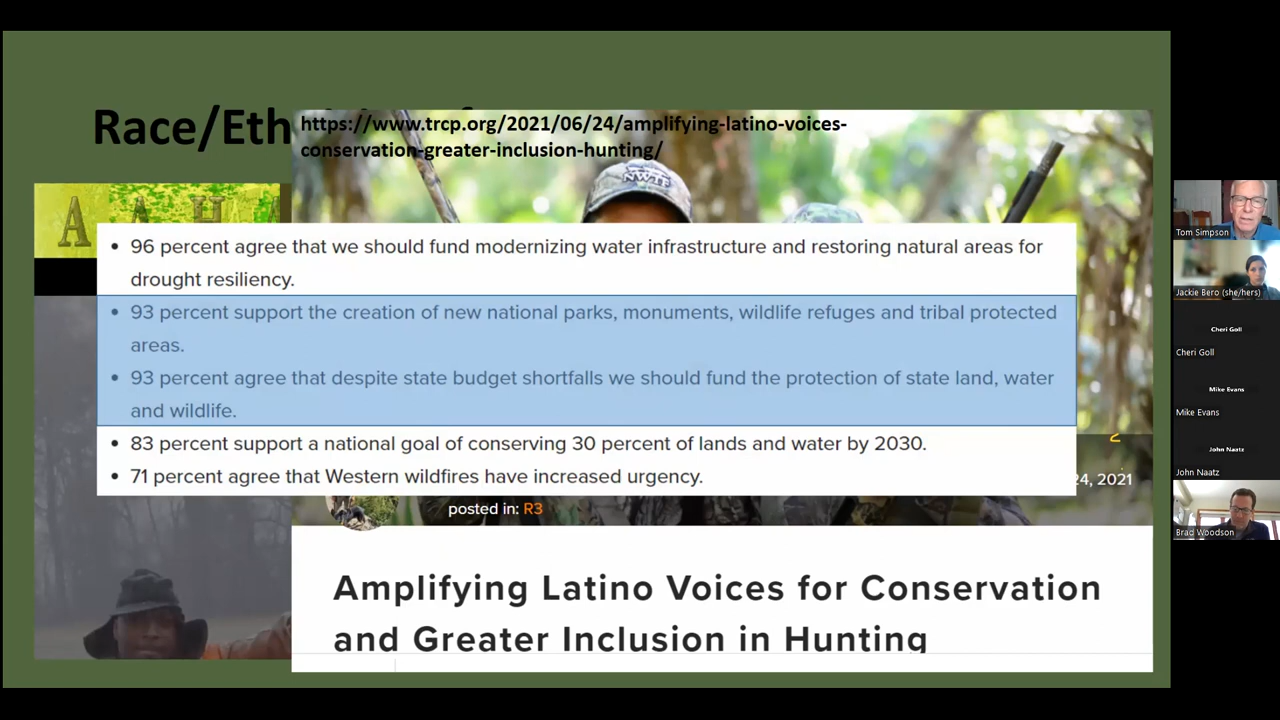 Race/Eth
https://www.trcp.org/2021/06/24/amplifying-latino-voices-
conservation-greater-inclusion-hunting/
NWTF
A A H A
• 96 percent agree that we should fund modernizing water infrastructure and restoring natural areas for
drought resiliency.
• 93 percent support the creation of new national parks, monuments, wildlife refuges and tribal protected
areas.
• 93 percent agree that despite state budget shortfalls we should fund the protection of state land, water
and wildlife.
• 83 percent support a national goal of conserving 30 percent of lands and water by 2030.
• 71 percent agree that Western wildfires have increased urgency.
24, 2021
posted in: R3
Amplifying Latino Voices for Conservation
and Greater Inclusion in Hunting
Tom Simpson
Jackie Bero (she/hers)
Cheri Goll
Cheri Goll
Mike Evans
Mike Evans
John Naatz
John Naatz
Brad Woodson